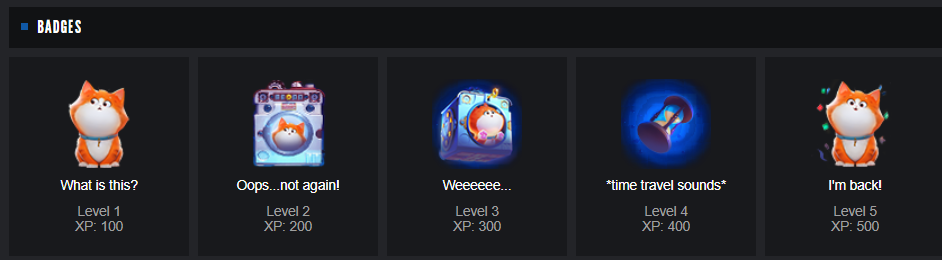 BADGES
What is this?
Level 1
XP: 100
Oops...not again!
Level 2
XP: 200
Weeeeee...
Level 3
XP: 300
*time travel sounds*
Level 4
XP: 400
I'm back!
Level 5
XP: 500